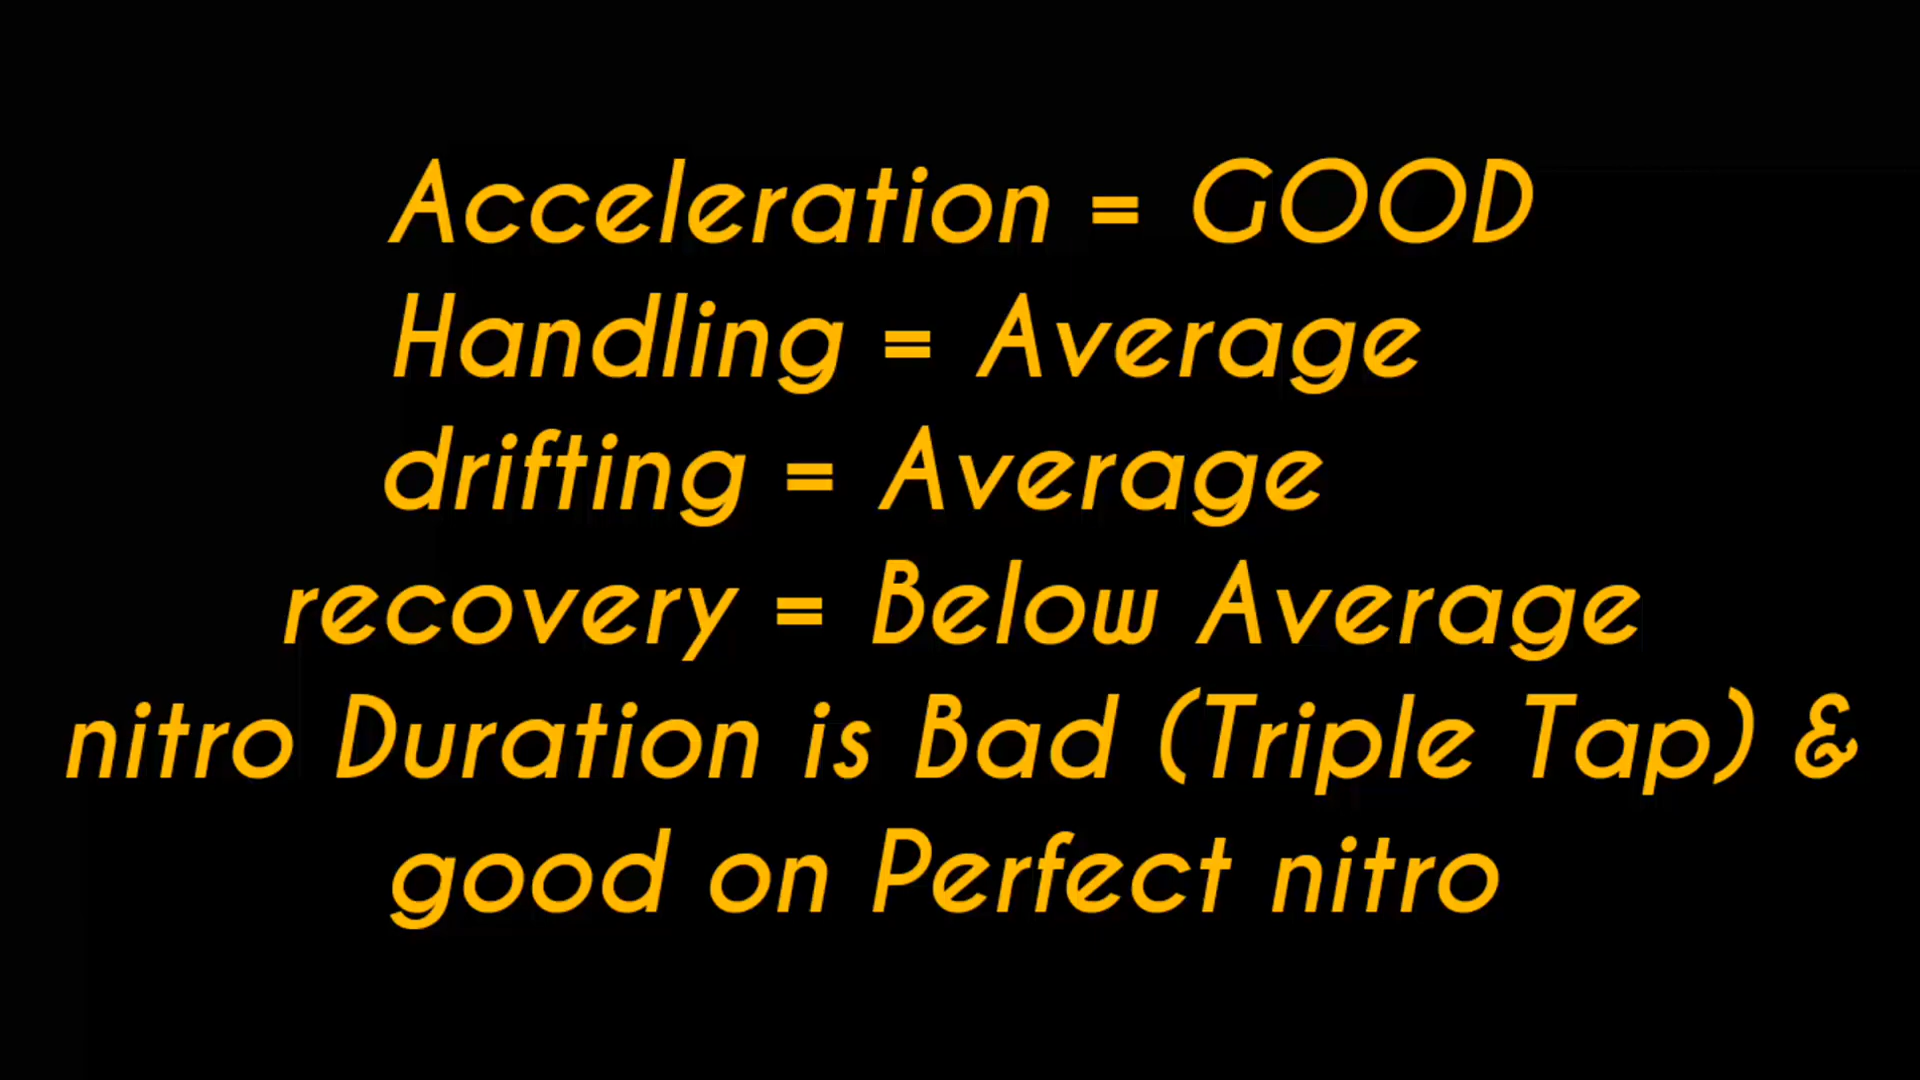 Acceleration = GOOD
Handling = Average
drifting = Average
recovery = Below Average
nitro Duration is Bad (Triple Tap) &
good on Perfect nitro